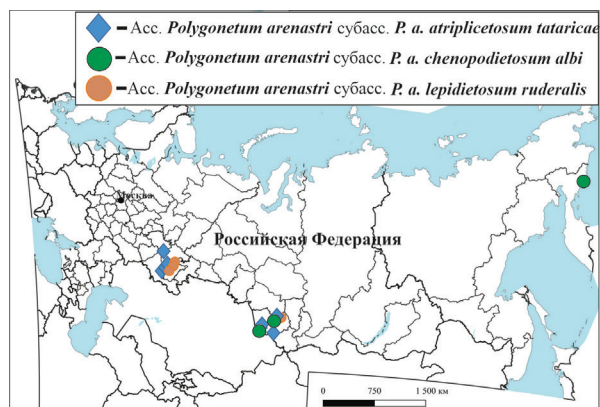 – Асс. Polygonetum arenastri субасс. P. a. atriplicetosum tataricae
– Асс. Polygonetum arenastri субасс. P. a. chenopodietosum albi
– Асс. Polygonetum arenastri субасс. P. a. lepidietosum ruderalis
Москва
Российская Федерация
0 750 1 500 км